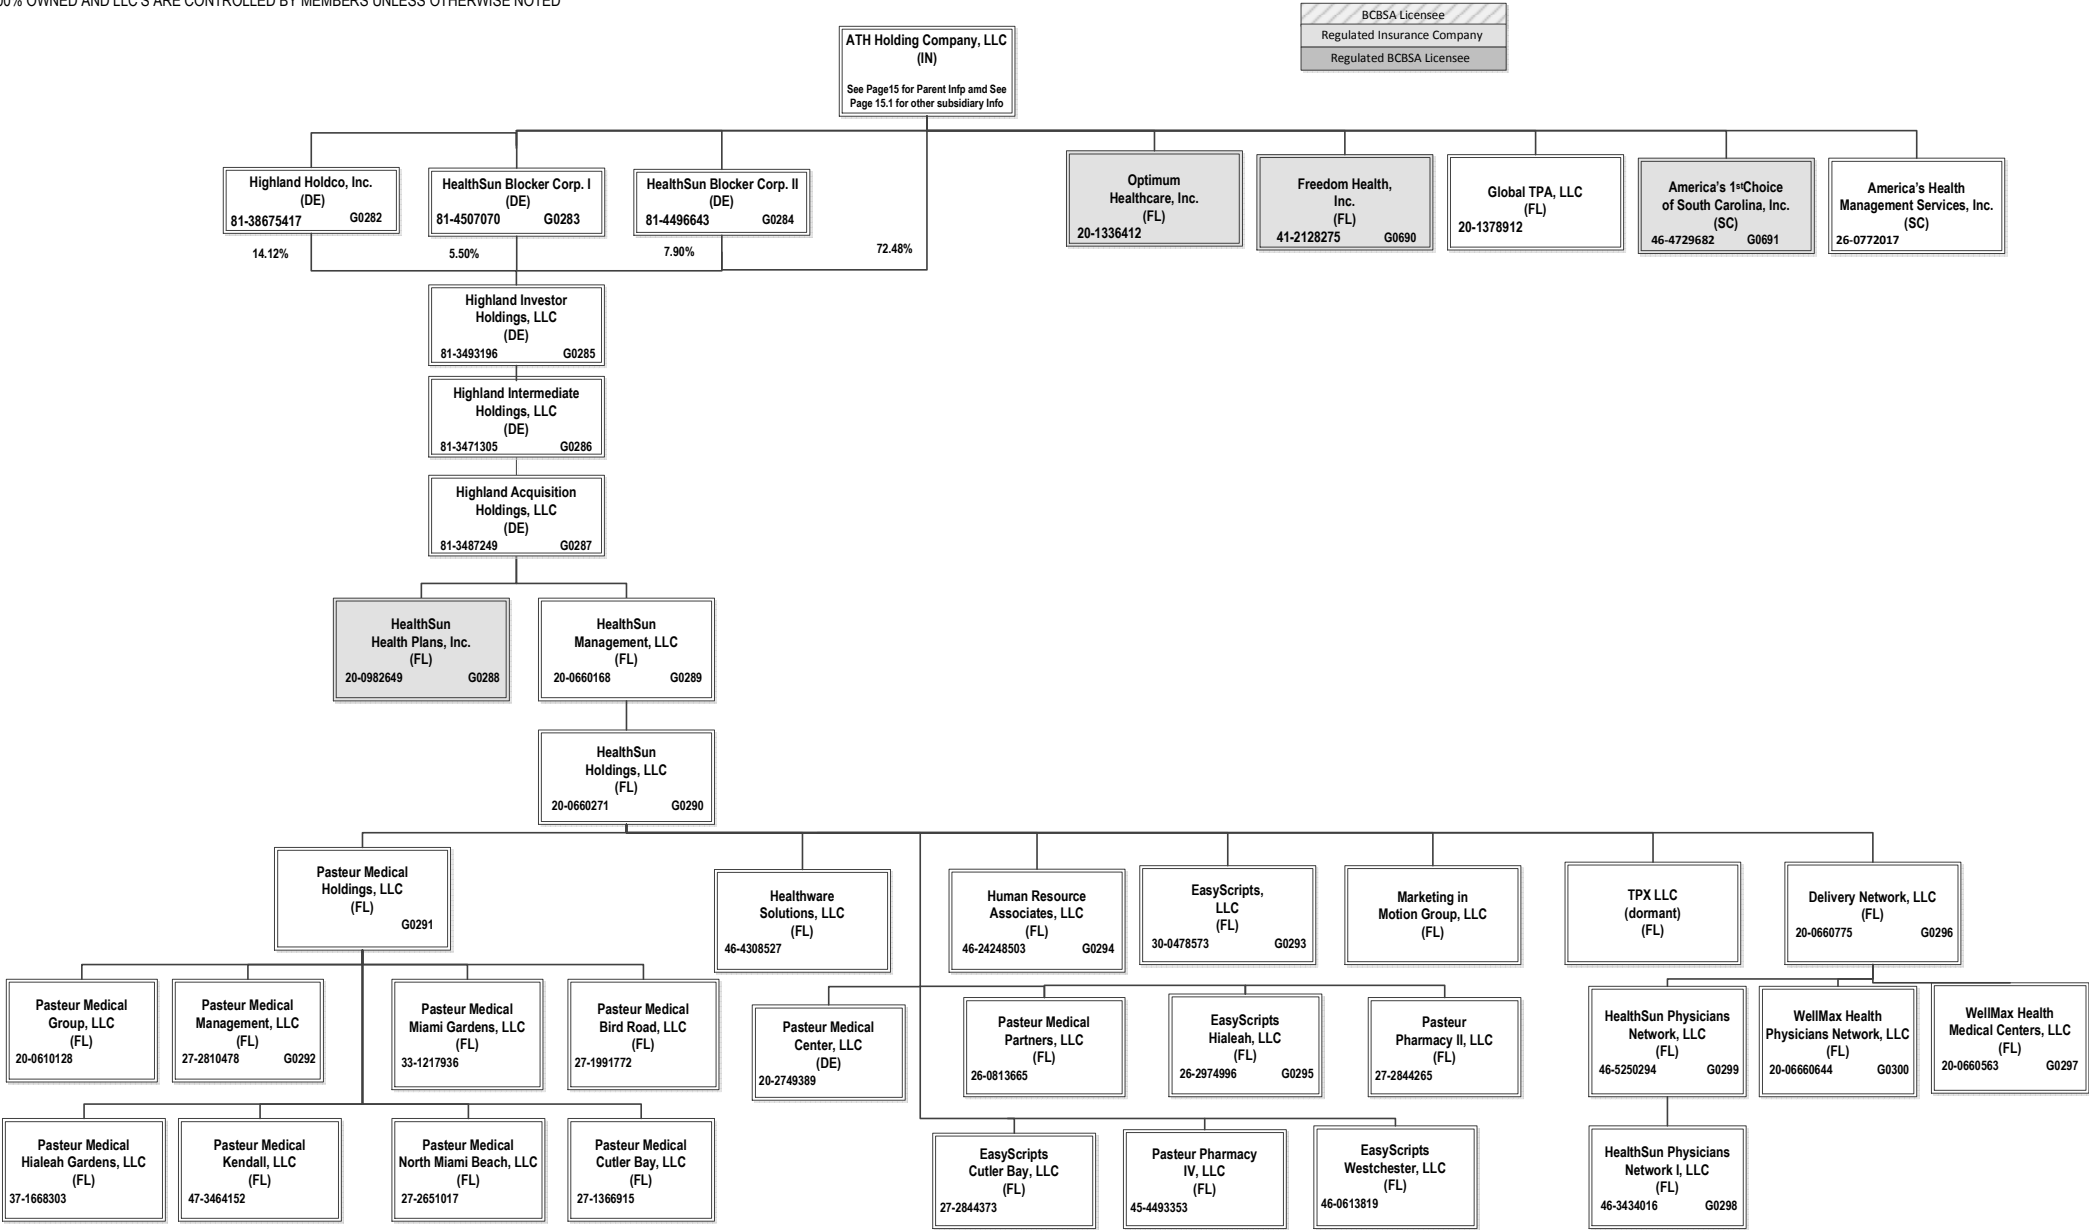 00% OWNED AND LLC'S ARE CONTROLLED BY MEMBERS UNLESS OTHERWISE NOTED
BCBSA Licensee
Regulated Insurance Company
Regulated BCBSA Licensee
ATH Holding Company, LLC
(IN)
See Page15 for Parent Infp amd See
Page 15.1 for other subsidiary Info
Highland Holdco, Inc.
(DE)
81-38675417 G0282
HealthSun Blocker Corp. I
(DE)
81-4507070 G0283
HealthSun Blocker Corp. II
(DE)
81-4496643 G0284
Optimum
Healthcare, Inc.
(FL)
20-1336412
Freedom Health,
Inc.
(FL)
41-2128275 G0690
Global TPA, LLC
(FL)
20-1378912
America's 1stChoice
of South Carolina, Inc.
(SC)
46-4729682 G0691
America's Health
Management Services, Inc.
(SC)
26-0772017
14.12%
5.50%
7.90%
72.48%
Highland Investor
Holdings, LLC
(DE)
81-3493196 G0285
Highland Intermediate
Holdings, LLC
(DE)
81-3471305 G0286
Highland Acquisition
Holdings, LLC
(DE)
81-3487249 G0287
HealthSun
Health Plans, Inc.
(FL)
20-0982649 G0288
HealthSun
Management, LLC
(FL)
20-0660168 G0289
HealthSun
Holdings, LLC
(FL)
20-0660271 G0290
Pasteur Medical
Holdings, LLC
(FL)
G0291
Healthware
Solutions, LLC
(FL)
46-4308527
Human Resource
Associates, LLC
(FL)
46-24248503 G0294
EasyScripts,
LLC
(FL)
30-0478573 G0293
Marketing in
Motion Group, LLC
(FL)
TPX LLC
(dormant)
(FL)
Delivery Network, LLC
(FL)
20-0660775 G0296
Pasteur Medical
Group, LLC
(FL)
20-0610128
Pasteur Medical
Management, LLC
(FL)
27-2810478 G0292
Pasteur Medical
Miami Gardens, LLC
(FL)
33-1217936
Pasteur Medical
Bird Road, LLC
(FL)
27-1991772
Pasteur Medical
Center, LLC
(DE)
20-2749389
Pasteur Medical
Partners, LLC
(FL)
26-0813665
EasyScripts
Hialeah, LLC
(FL)
26-2974996 G0295
Pasteur
Pharmacy II, LLC
(FL)
27-2844265
HealthSun Physicians
Network, LLC
(FL)
46-5250294 G0299
WellMax Health
Physicians Network, LLC
(FL)
20-06660644 G0300
WellMax Health
Medical Centers, LLC
(FL)
20-0660563 G0297
Pasteur Medical
Hialeah Gardens, LLC
(FL)
37-1668303
Pasteur Medical
Kendall, LLC
(FL)
47-3464152
Pasteur Medical
North Miami Beach, LLC
(FL)
27-2651017
Pasteur Medical
Cutler Bay, LLC
(FL)
27-1366915
EasyScripts
Cutler Bay, LLC
(FL)
27-2844373
Pasteur Pharmacy
IV, LLC
(FL)
45-4493353
EasyScripts
Westchester, LLC
(FL)
46-0613819
HealthSun Physicians
Network I, LLC
(FL)
46-3434016 G0298